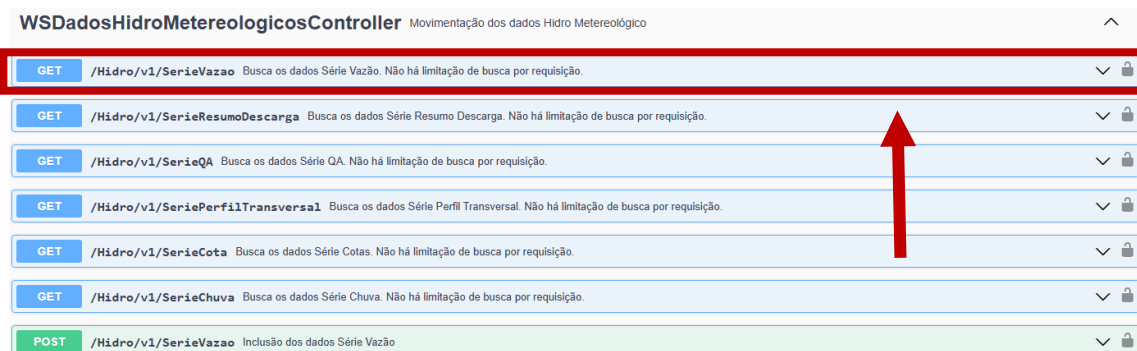 WSDadosHidroMetereologicosController Movimentação dos dados Hidro Metereológico
GET /Hidro/v1/SerieVazao Busca os dados Série Vazão. Não há limitação de busca por requisição.
GET /Hidro/v1/SerieResumoDescarga Busca os dados Série Resumo Descarga. Não há limitação de busca por requisição.
GET /Hidro/v1/SerieQA Busca os dados Série QA. Não há limitação de busca por requisição.
GET /Hidro/v1/SeriePerfilTransversal Busca os dados Série Perfil Transversal. Não há limitação de busca por requisição.
GET /Hidro/v1/SerieCota Busca os dados Série Cotas. Não há limitação de busca por requisição.
GET /Hidro/v1/SerieChuva Busca os dados Série Chuva. Não há limitação de busca por requisição.
POST /Hidro/v1/SerieVazao Inclusão dos dados Série Vazão